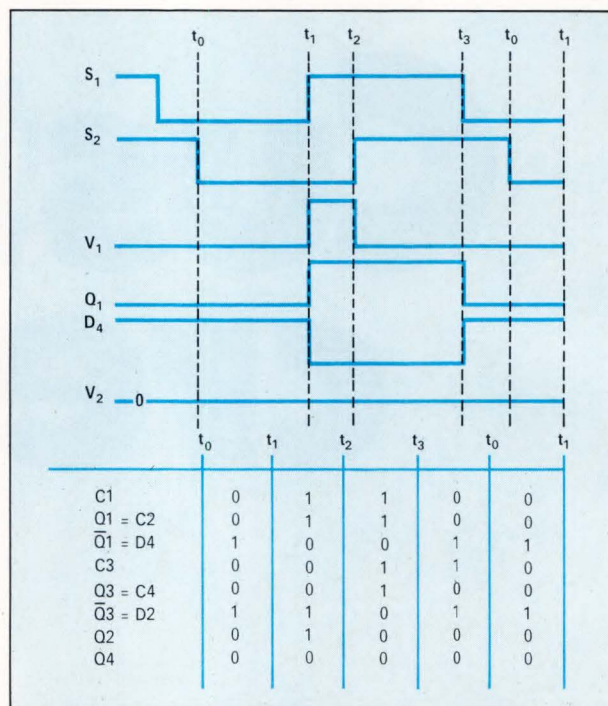 t₀ t₁ t₂ t₃ t₀ t₁
S₁
S₂
V₁
Q₁
D₄
V₂ 0
t₀ t₁ t₂ t₃ t₀ t₁
C1 0 1 1 0 0
Q1 = C2 0 1 1 0 0
Q̅1 = D4 1 0 0 1 1
C3 0 0 1 1 0
Q3 = C4 0 0 1 0 0
Q̅3 = D2 1 1 0 1 1
Q2 0 1 0 0 0
Q4 0 0 0 0 0